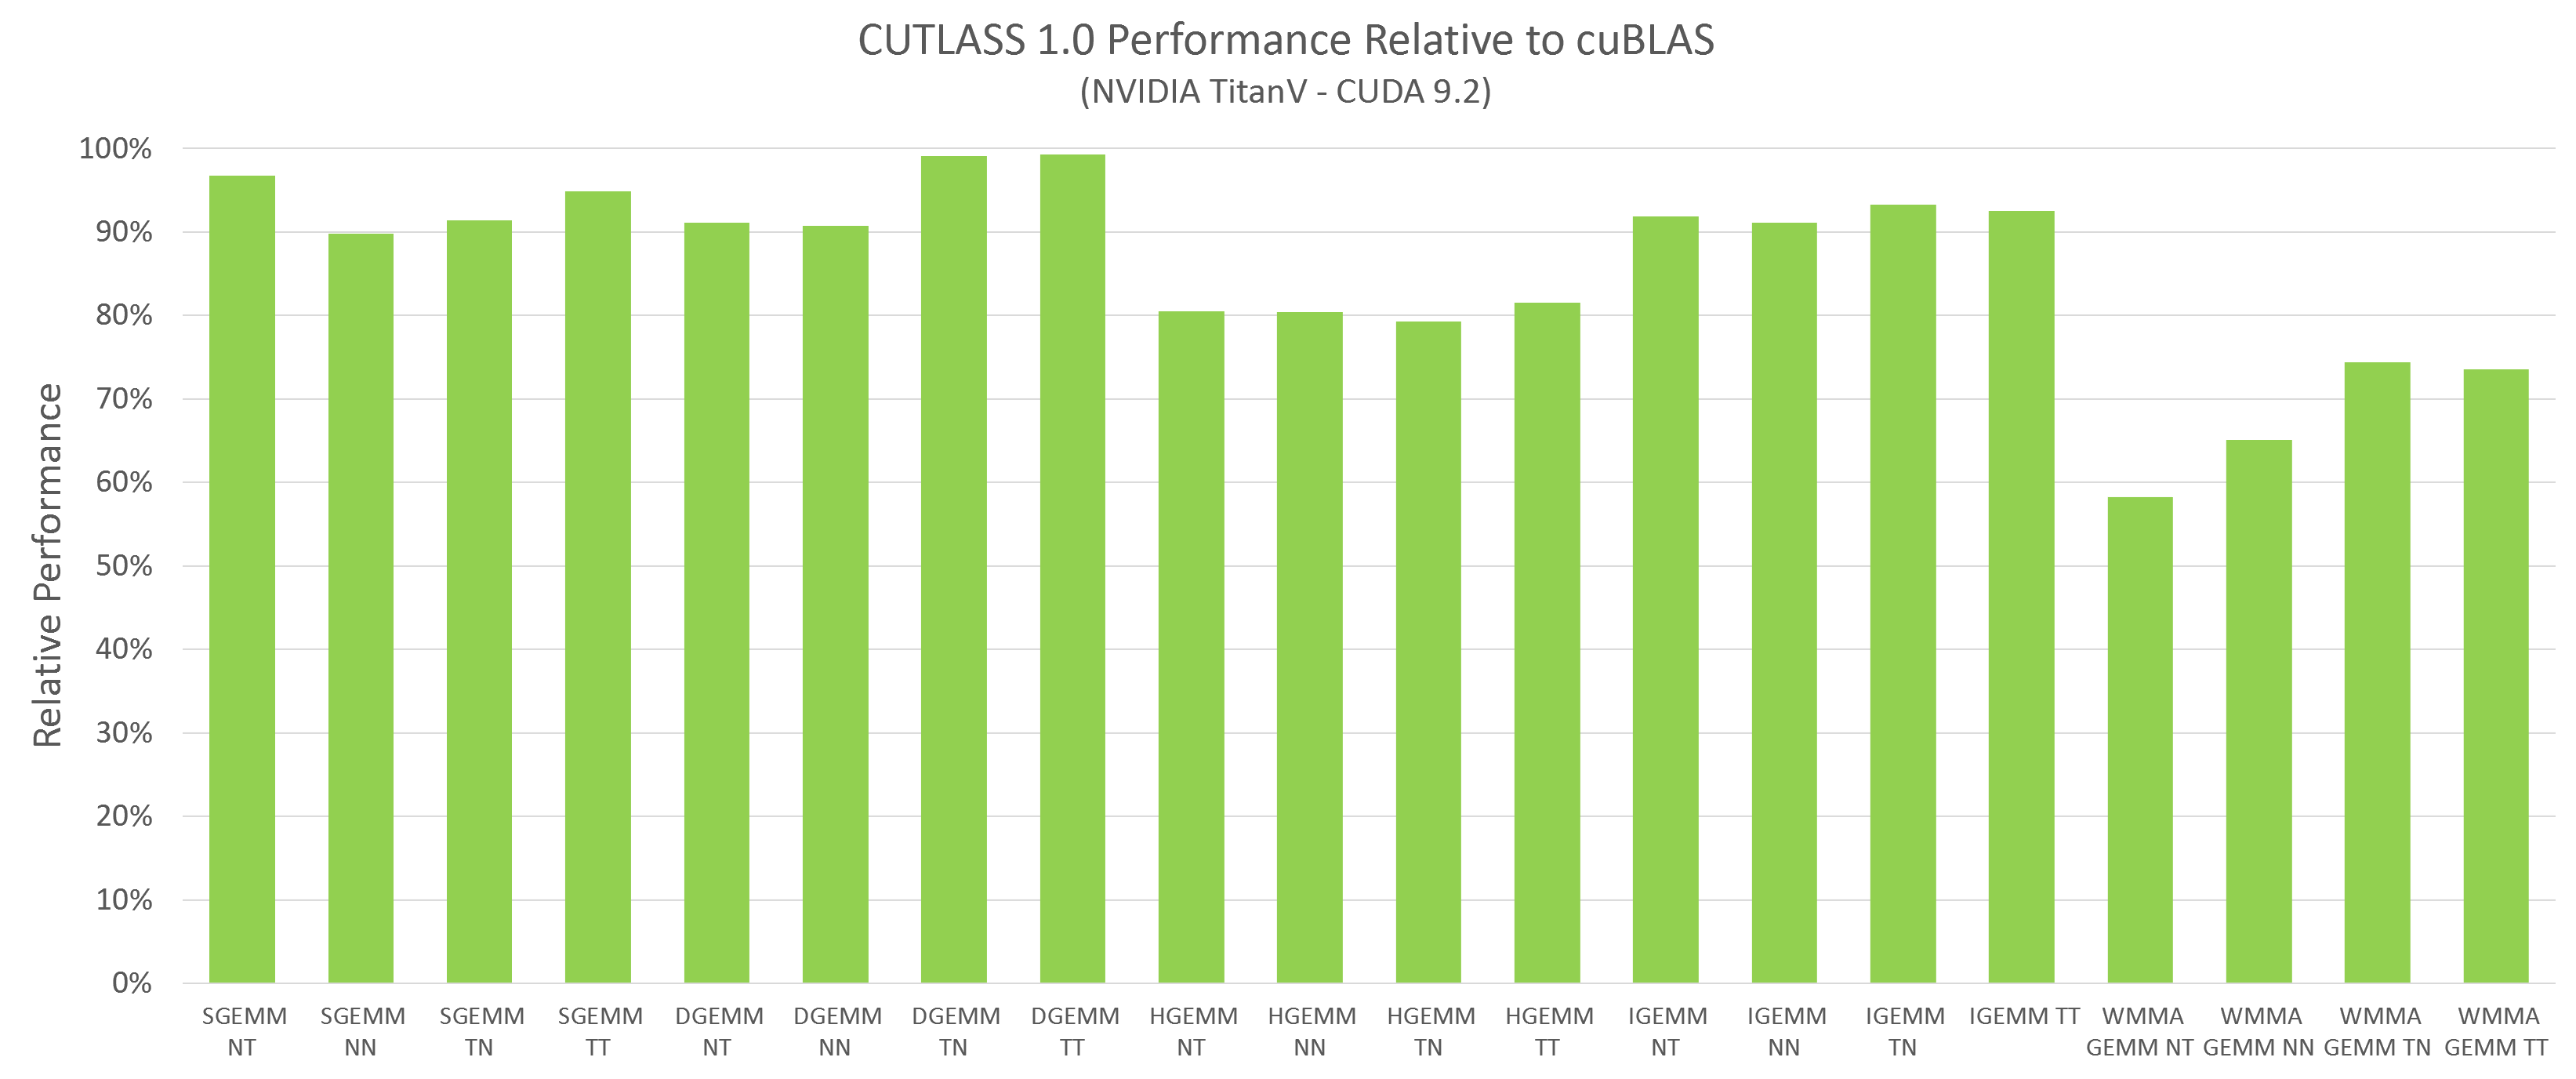 CUTLASS 1.0 Performance Relative to cuBLAS
(NVIDIA TitanV - CUDA 9.2)
Relative Performance
100%
90%
80%
70%
60%
50%
40%
30%
20%
10%
0%
SGEMM NT
SGEMM NN
SGEMM TN
SGEMM TT
DGEMM NT
DGEMM NN
DGEMM TN
DGEMM TT
HGEMM NT
HGEMM NN
HGEMM TN
HGEMM TT
IGEMM NT
IGEMM NN
IGEMM TN
IGEMM TT
WMMA GEMM NT
WMMA GEMM NN
WMMA GEMM TN
WMMA GEMM TT